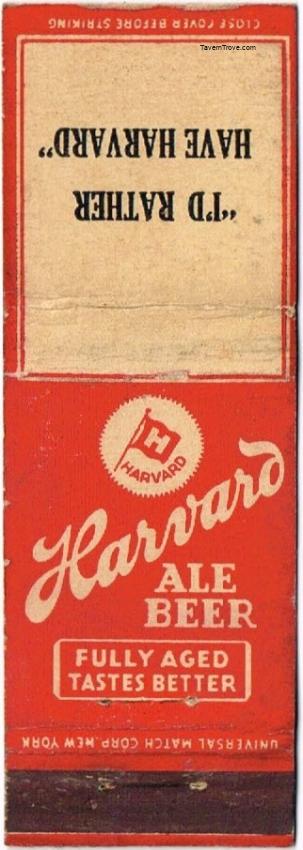 CLOSE COVER BEFORE STRIKING
TavernTrove.com
"I'D RATHER
HAVE HARVARD"
H
HARVARD
Harvard
ALE
BEER
FULLY AGED
TASTES BETTER
UNIVERSAL MATCH CORP. NEW YORK